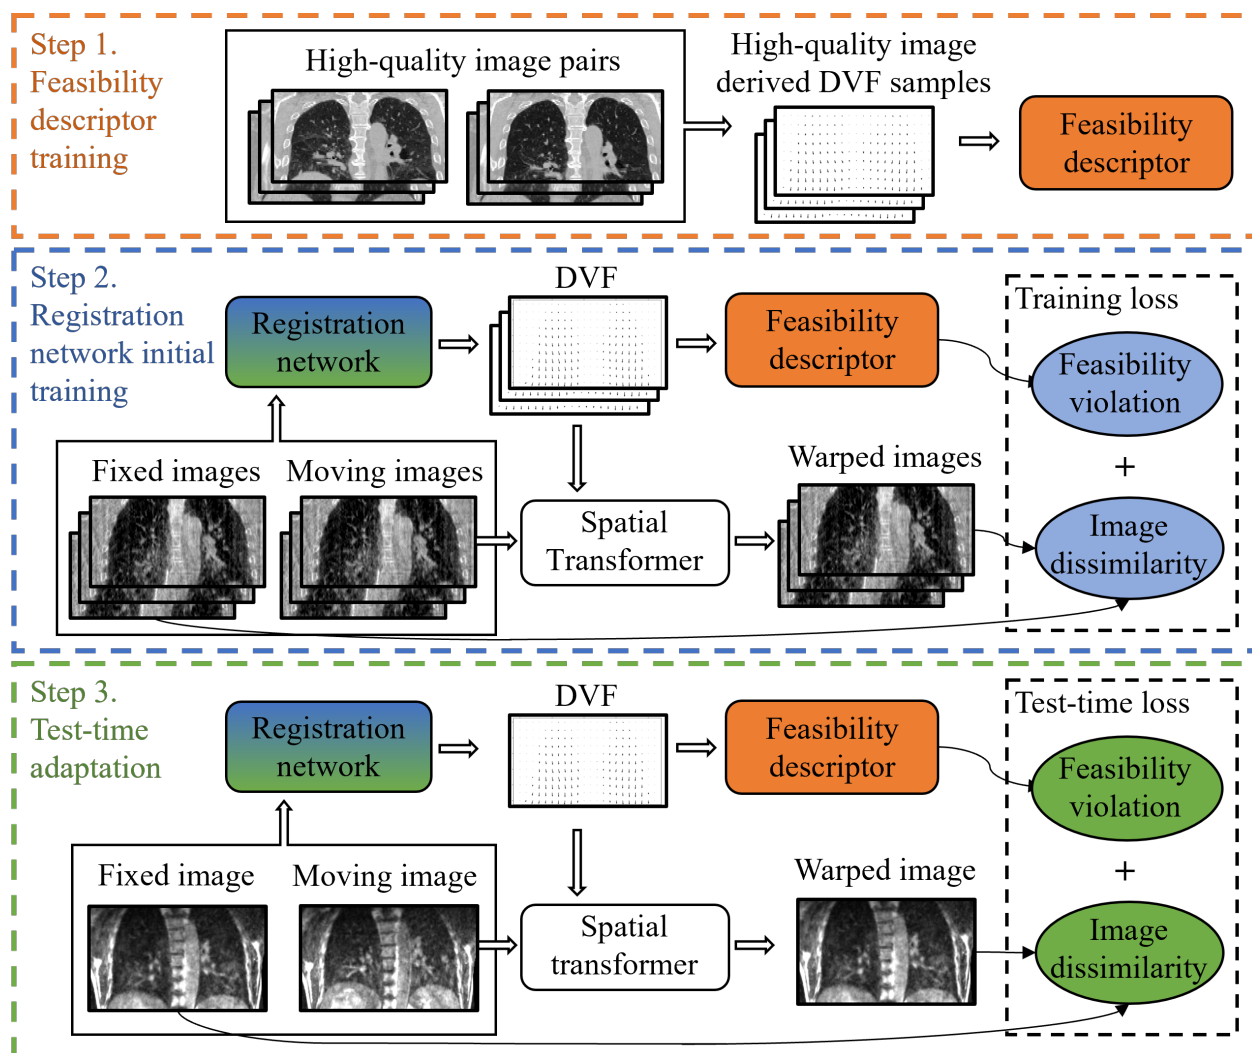 Step 1.
Feasibility
descriptor
training
High-quality image pairs
High-quality image
derived DVF samples
Feasibility
descriptor
Step 2.
Registration
network initial
training
Registration
network
DVF
Feasibility
descriptor
Training loss
Feasibility
violation
+
Image
dissimilarity
Fixed images
Moving images
Spatial
Transformer
Warped images
Step 3.
Test-time
adaptation
Registration
network
DVF
Feasibility
descriptor
Test-time loss
Feasibility
violation
+
Image
dissimilarity
Fixed image
Moving image
Spatial
transformer
Warped image